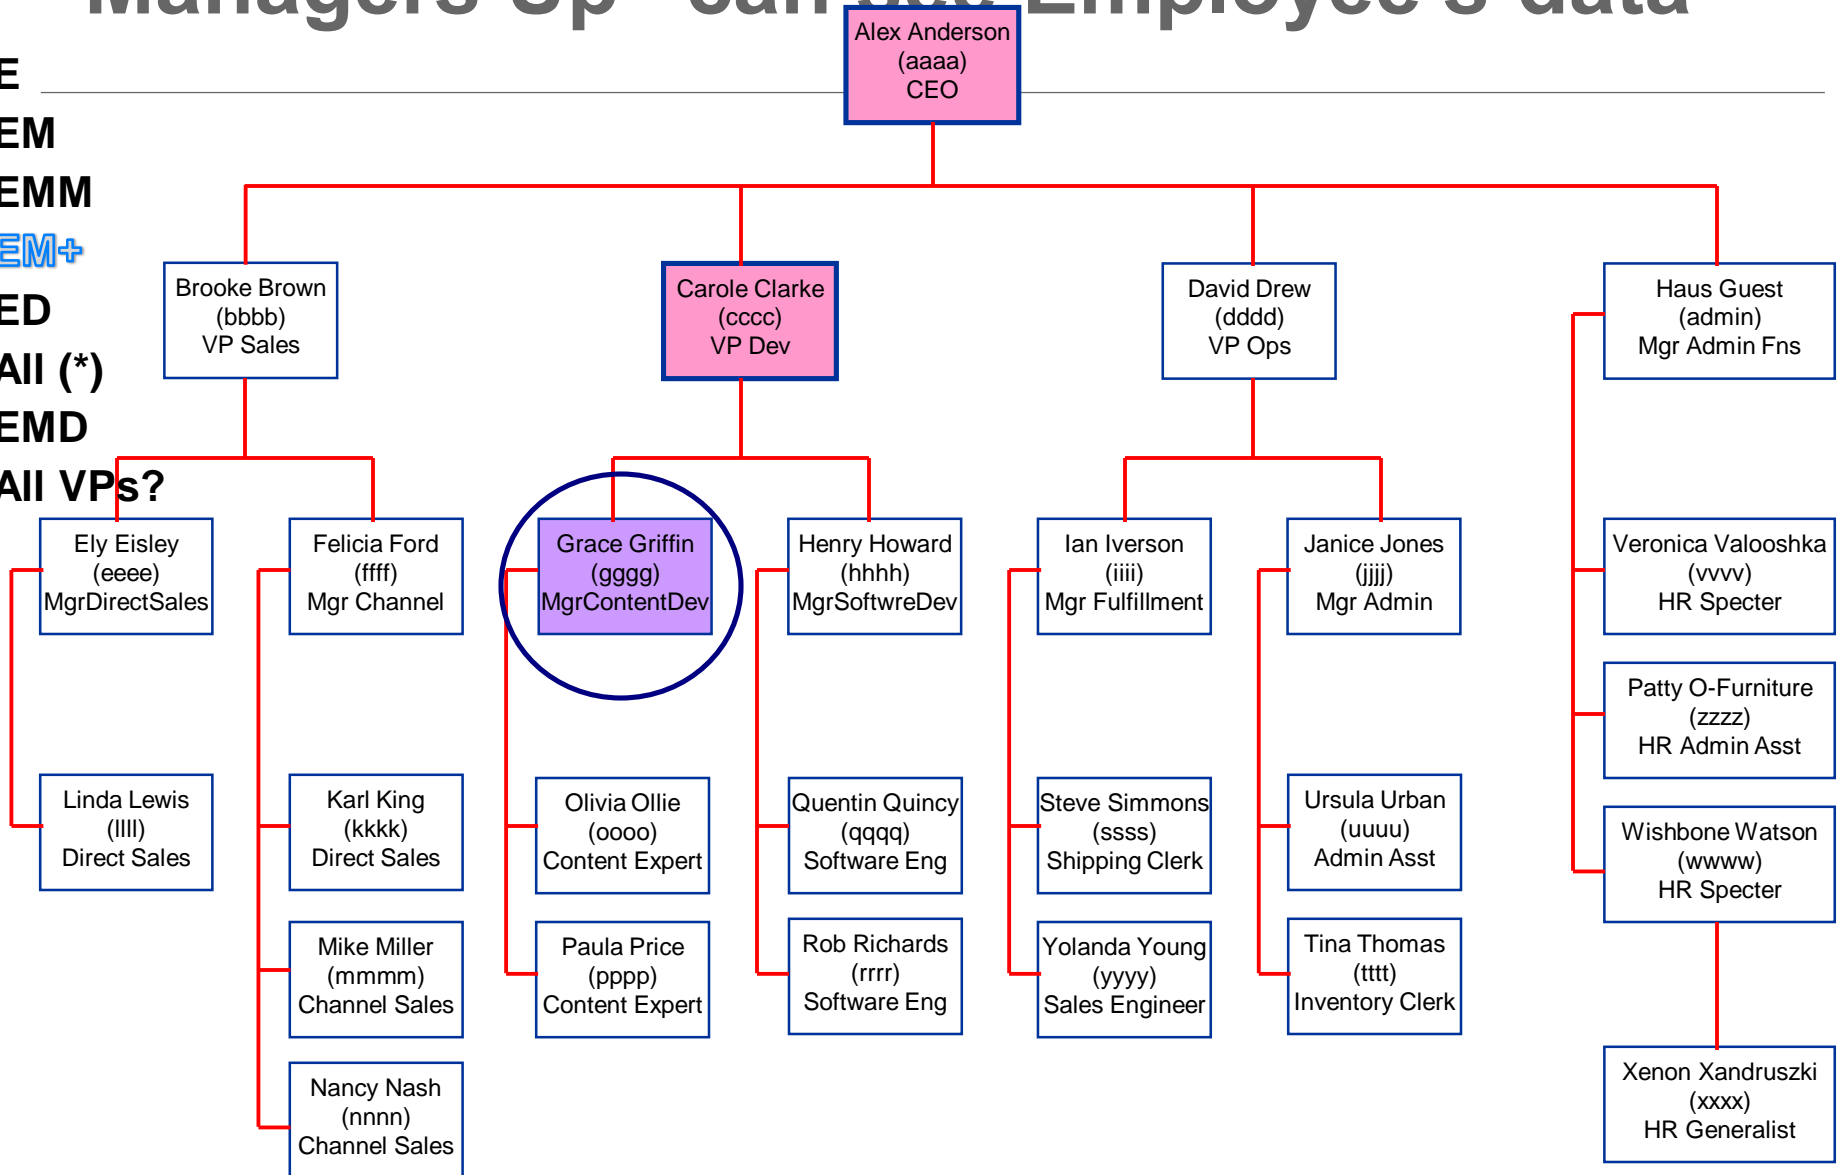 Managers Up" can see Employee's data
Alex Anderson
(aaaa)
CEO
E
EM
EMM
EM+
ED
All (*)
EMD
All VPs?
Brooke Brown
(bbbb)
VP Sales
Carole Clarke
(cccc)
VP Dev
David Drew
(dddd)
VP Ops
Haus Guest
(admin)
Mgr Admin Fns
Ely Eisley
(eeee)
MgrDirectSales
Felicia Ford
(ffff)
Mgr Channel
Grace Griffin
(gggg)
MgrContentDev
Henry Howard
(hhhh)
MgrSoftwreDev
Ian Iverson
(iiii)
Mgr Fulfillment
Janice Jones
(jjjj)
Mgr Admin
Veronica Valooshka
(vvvv)
HR Specter
Patty O-Furniture
(zzzz)
HR Admin Asst
Linda Lewis
(llll)
Direct Sales
Karl King
(kkkk)
Direct Sales
Olivia Ollie
(oooo)
Content Expert
Quentin Quincy
(qqqq)
Software Eng
Steve Simmons
(ssss)
Shipping Clerk
Ursula Urban
(uuuu)
Admin Asst
Wishbone Watson
(wwww)
HR Specter
Mike Miller
(mmmm)
Channel Sales
Paula Price
(pppp)
Content Expert
Rob Richards
(rrrr)
Software Eng
Yolanda Young
(yyyy)
Sales Engineer
Tina Thomas
(tttt)
Inventory Clerk
Nancy Nash
(nnnn)
Channel Sales
Xenon Xandruszki
(xxxx)
HR Generalist